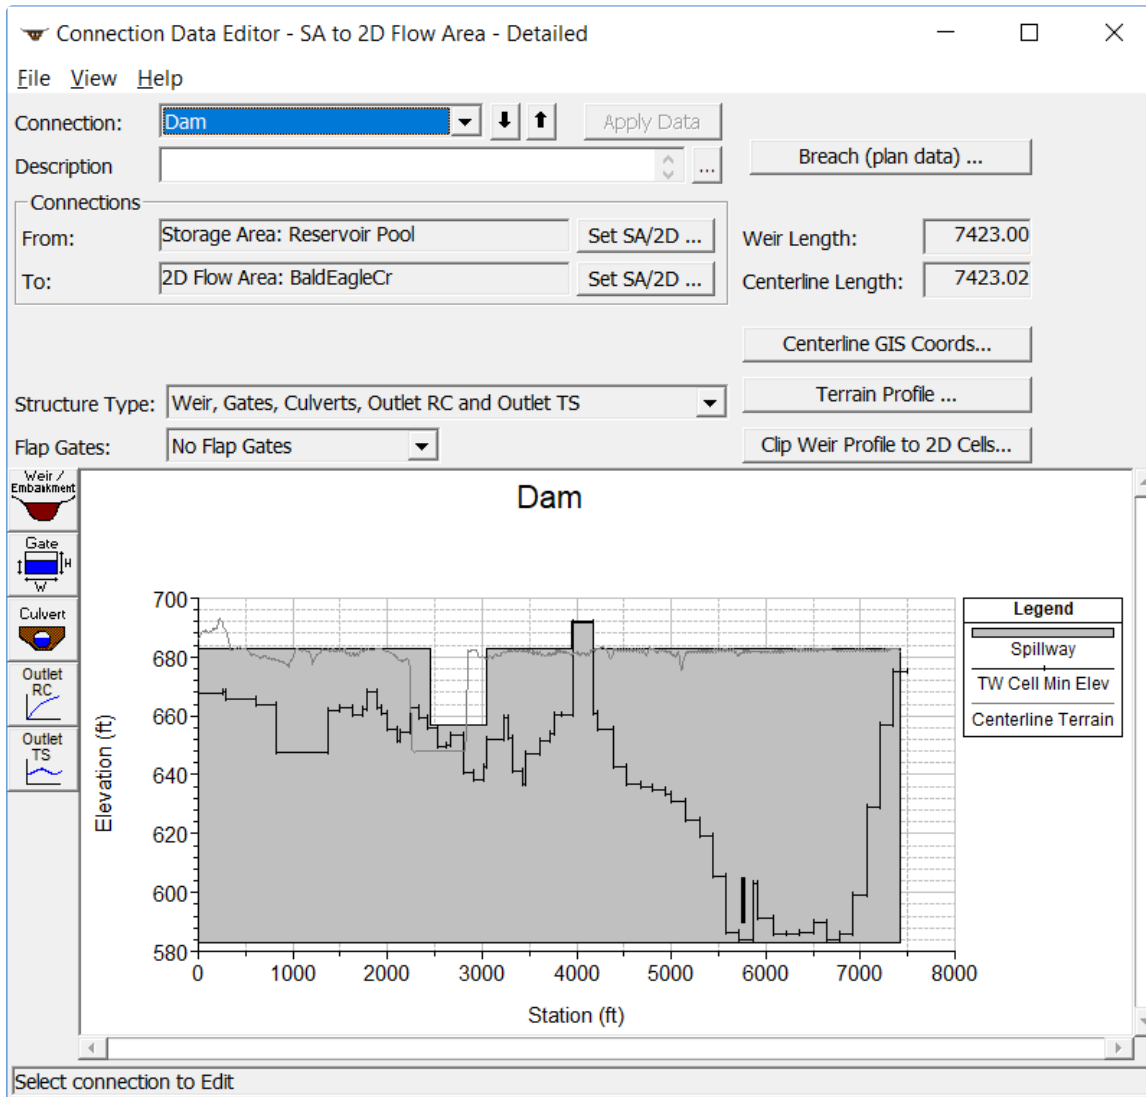 Connection Data Editor - SA to 2D Flow Area - Detailed
File View Help
Connection: Dam Apply Data
Description ... Breach (plan data) ...
Connections
From: Storage Area: Reservoir Pool Set SA/2D ... Weir Length: 7423.00
To: 2D Flow Area: BaldEagleCr Set SA/2D ... Centerline Length: 7423.02
Centerline GIS Coords...
Structure Type: Weir, Gates, Culverts, Outlet RC and Outlet TS Terrain Profile ...
Flap Gates: No Flap Gates Clip Weir Profile to 2D Cells...
Weir /
Embankment
Gate
H
W
Culvert
Outlet
RC
Outlet
TS
Dam
700
680
660
640
620
600
580
Elevation (ft)
0 1000 2000 3000 4000 5000 6000 7000 8000
Station (ft)
Legend
Spillway
TW Cell Min Elev
Centerline Terrain
Select connection to Edit